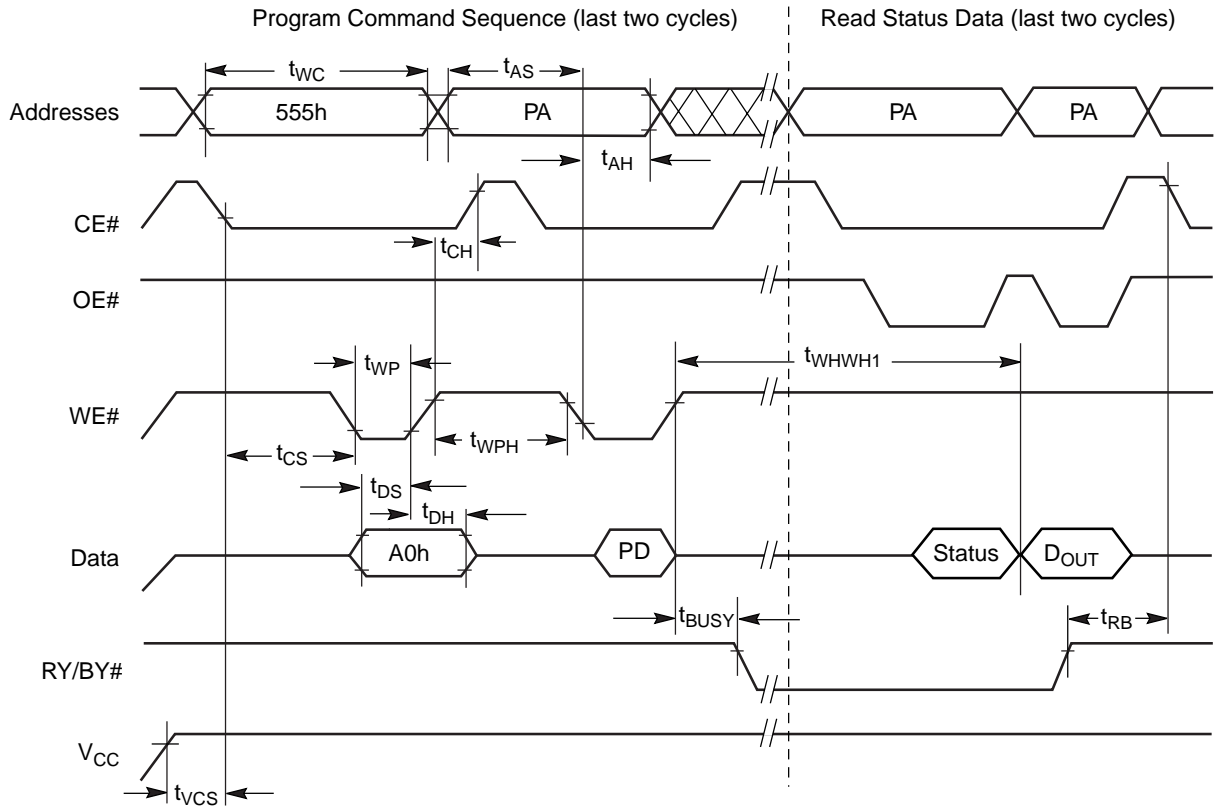 Program Command Sequence (last two cycles)
Read Status Data (last two cycles)
tWC
tAS
Addresses
555h
PA
PA
PA
tAH
CE#
tCH
OE#
tWP
tWHWH1
WE#
tCS
tWPH
tDS
tDH
Data
A0h
PD
Status
DOUT
tBUSY
tRB
RY/BY#
VCC
tVCS